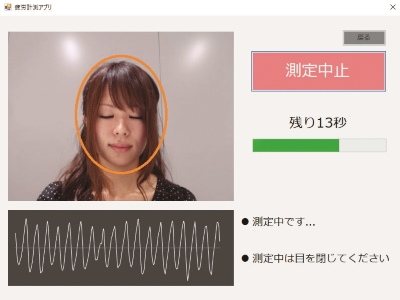 疲労計測アプリ
戻る
測定中止
残り13秒
● 測定中です...
● 測定中は目を閉じてください